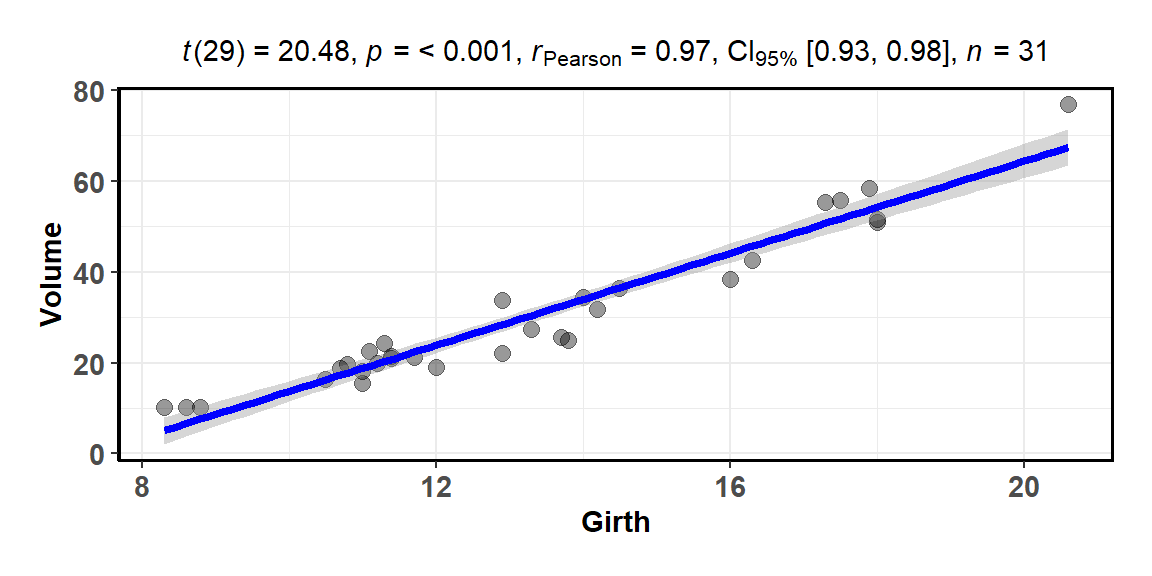 t(29) = 20.48, p = < 0.001, rPearson = 0.97, CI95% [0.93, 0.98], n = 31
80
60
40
20
0
Volume
8 12 16 20
Girth